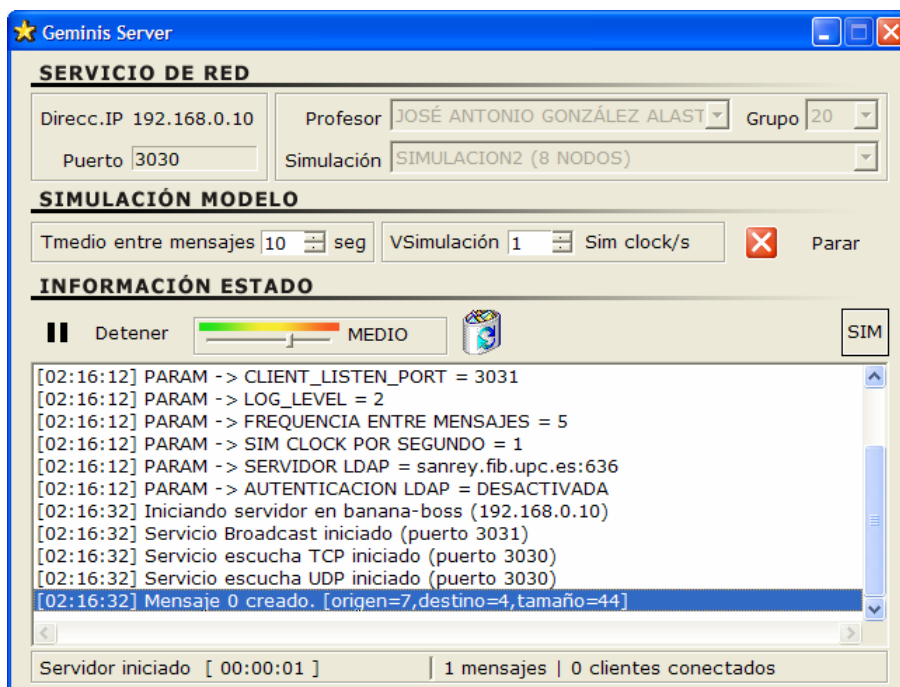 Geminis Server
SERVICIO DE RED
Direcc.IP 192.168.0.10
Profesor JOSÉ ANTONIO GONZÁLEZ ALAST Grupo 20
Puerto 3030
Simulación SIMULACION2 (8 NODOS)
SIMULACIÓN MODELO
Tmedio entre mensajes 10 seg VSimulación 1 Sim clock/s Parar
INFORMACIÓN ESTADO
Detener MEDIO SIM
[02:16:12] PARAM -> CLIENT_LISTEN_PORT = 3031
[02:16:12] PARAM -> LOG_LEVEL = 2
[02:16:12] PARAM -> FREQUENCIA ENTRE MENSAJES = 5
[02:16:12] PARAM -> SIM CLOCK POR SEGUNDO = 1
[02:16:12] PARAM -> SERVIDOR LDAP = sanrey.fib.upc.es:636
[02:16:12] PARAM -> AUTENTICACION LDAP = DESACTIVADA
[02:16:32] Iniciando servidor en banana-boss (192.168.0.10)
[02:16:32] Servicio Broadcast iniciado (puerto 3031)
[02:16:32] Servicio escucha TCP iniciado (puerto 3030)
[02:16:32] Servicio escucha UDP iniciado (puerto 3030)
[02:16:32] Mensaje 0 creado. [origen=7,destino=4,tamaño=44]
Servidor iniciado [ 00:00:01 ] 1 mensajes | 0 clientes conectados